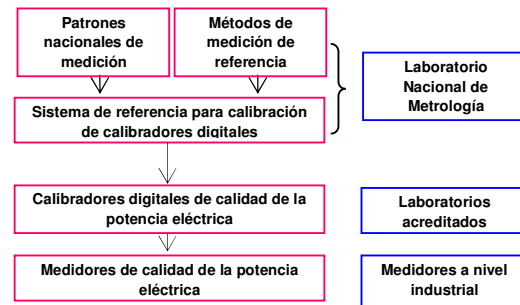 Patrones
nacionales de
medición
Métodos de
medición de
referencia
Laboratorio
Nacional de
Metrología
Sistema de referencia para calibración
de calibradores digitales
Calibradores digitales de calidad de la
potencia eléctrica
Laboratorios
acreditados
Medidores de calidad de la potencia
eléctrica
Medidores a nivel
industrial